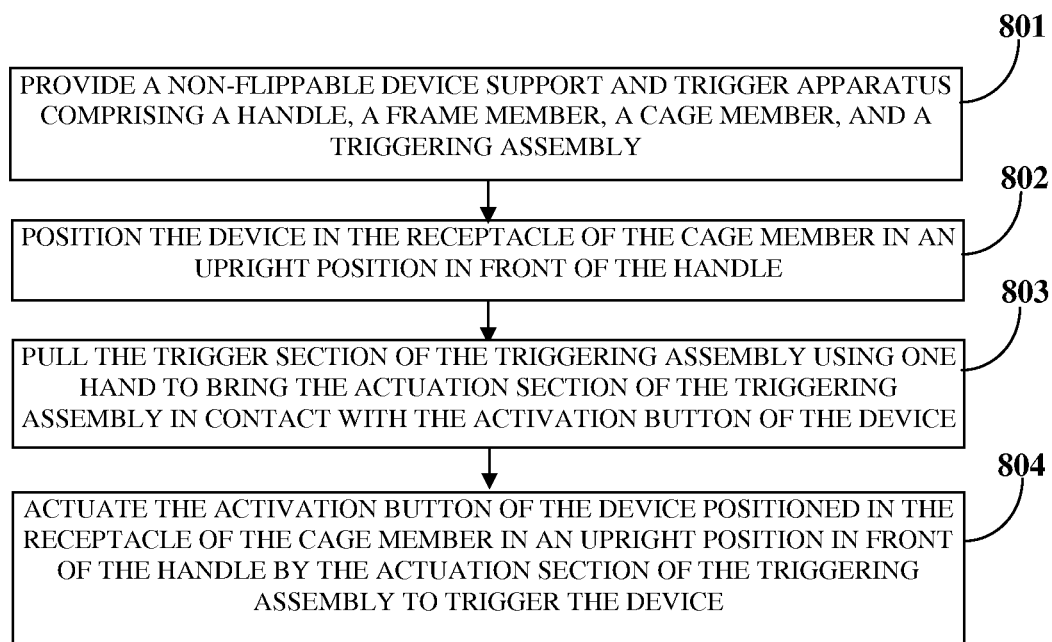 801
PROVIDE A NON-FLIPPABLE DEVICE SUPPORT AND TRIGGER APPARATUS
COMPRISING A HANDLE, A FRAME MEMBER, A CAGE MEMBER, AND A
TRIGGERING ASSEMBLY
802
POSITION THE DEVICE IN THE RECEPTACLE OF THE CAGE MEMBER IN AN
UPRIGHT POSITION IN FRONT OF THE HANDLE
803
PULL THE TRIGGER SECTION OF THE TRIGGERING ASSEMBLY USING ONE
HAND TO BRING THE ACTUATION SECTION OF THE TRIGGERING
ASSEMBLY IN CONTACT WITH THE ACTIVATION BUTTON OF THE DEVICE
804
ACTUATE THE ACTIVATION BUTTON OF THE DEVICE POSITIONED IN THE
RECEPTACLE OF THE CAGE MEMBER IN AN UPRIGHT POSITION IN FRONT
OF THE HANDLE BY THE ACTUATION SECTION OF THE TRIGGERING
ASSEMBLY TO TRIGGER THE DEVICE